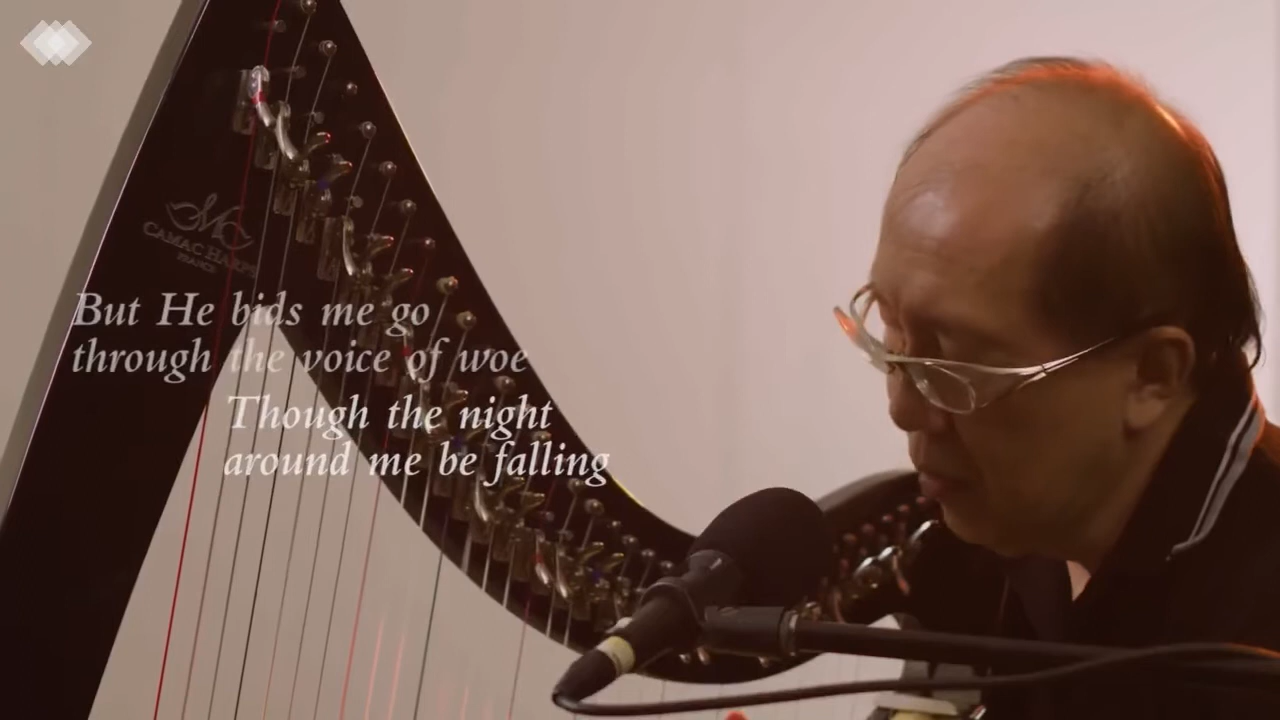 CAMAC HARPS
FRANCE
But He bids me go
through the voice of woe
Though the night
around me be falling